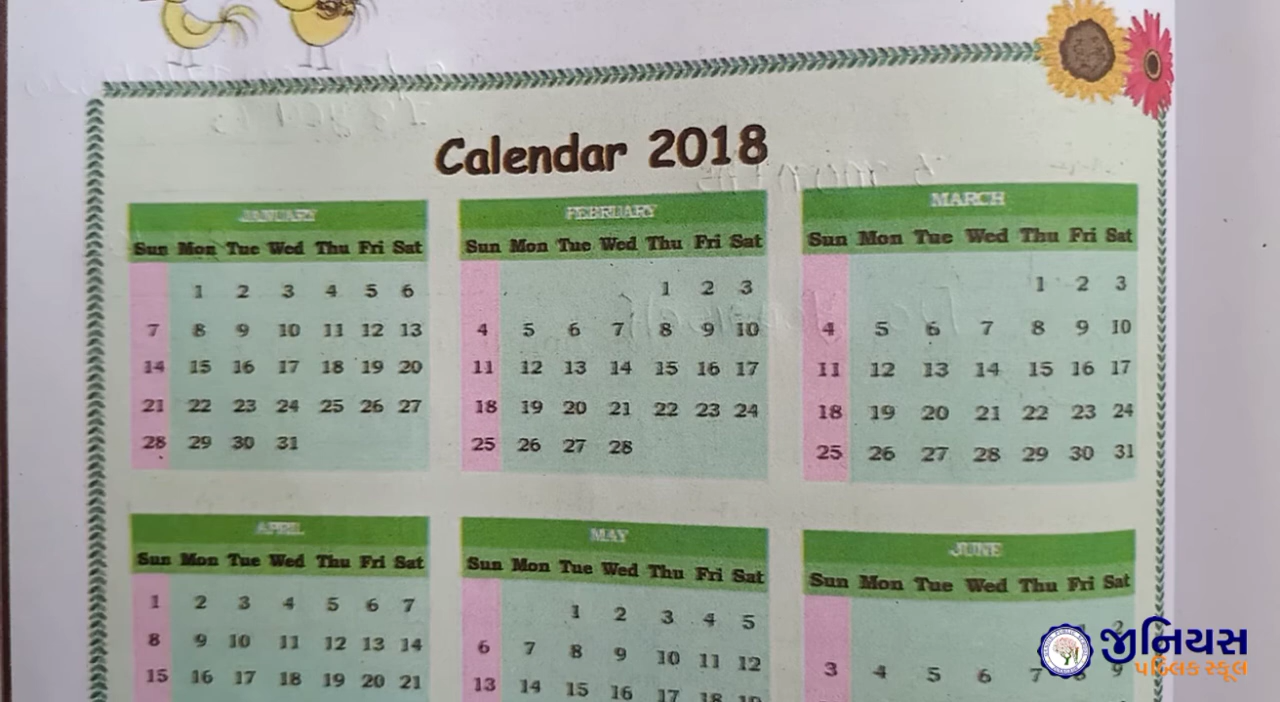 Calendar 2018
JANUARY FEBRUARY MARCH
Sun Mon Tue Wed Thu Fri Sat Sun Mon Tue Wed Thu Fri Sat Sun Mon Tue Wed Thu Fri Sat
1 2 3 4 5 6 1 2 3 1 2 3
7 8 9 10 11 12 13 4 5 6 7 8 9 10 4 5 6 7 8 9 10
14 15 16 17 18 19 20 11 12 13 14 15 16 17 11 12 13 14 15 16 17
21 22 23 24 25 26 27 18 19 20 21 22 23 24 18 19 20 21 22 23 24
28 29 30 31 25 26 27 28 25 26 27 28 29 30 31
APRIL MAY JUNE
Sun Mon Tue Wed Thu Fri Sat Sun Mon Tue Wed Thu Fri Sat Sun Mon Tue Wed Thu Fri Sat
1 2 3 4 5 6 7 1 2 3 4 5 1 2
8 9 10 11 12 13 14 6 7 8 9 10 11 12 3 4 5 6 7 8 9
15 16 17 18 19 20 21 13 14 15 16 17 18 19
જીનિયસ
પબ્લિક સ્કૂલ